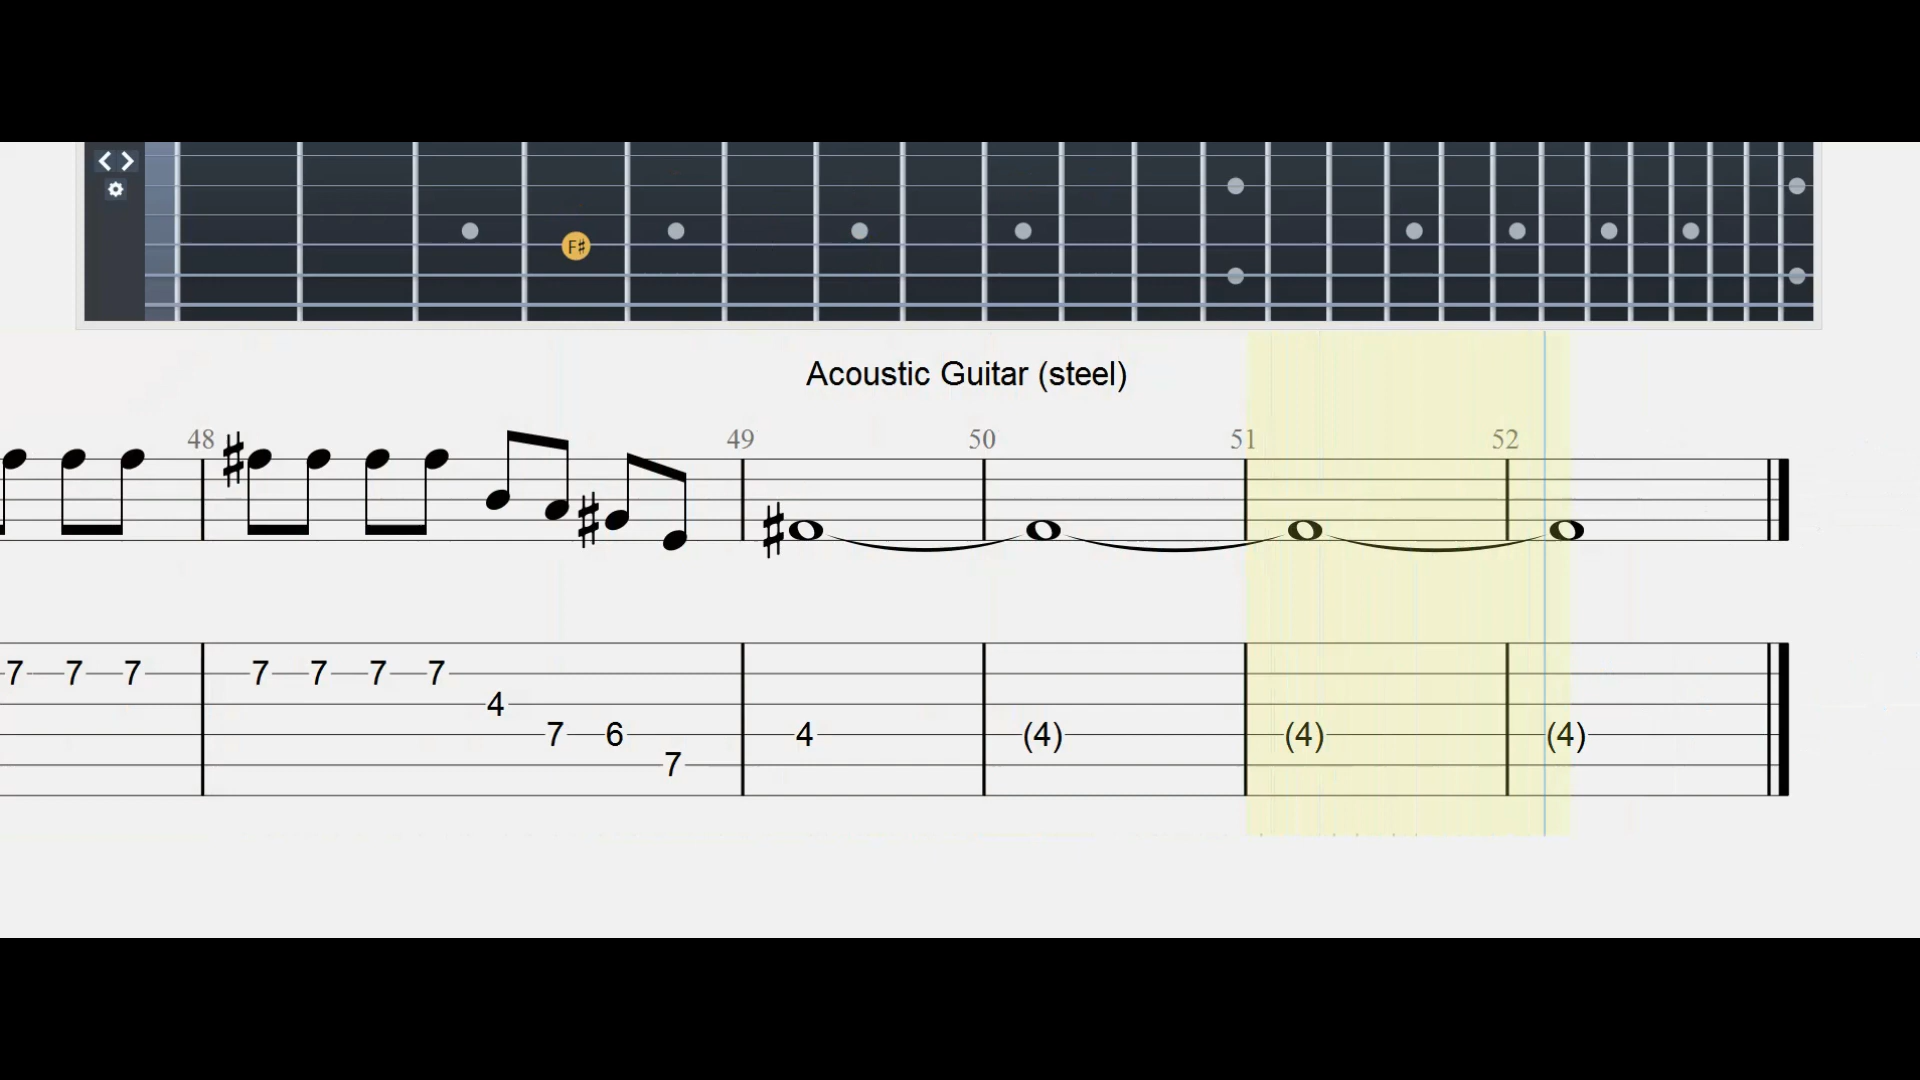 F♯
Acoustic Guitar (steel)
48 49 50 51 52
7 7 7 7 7 7 7
4
7 6 4 (4) (4) (4)
7